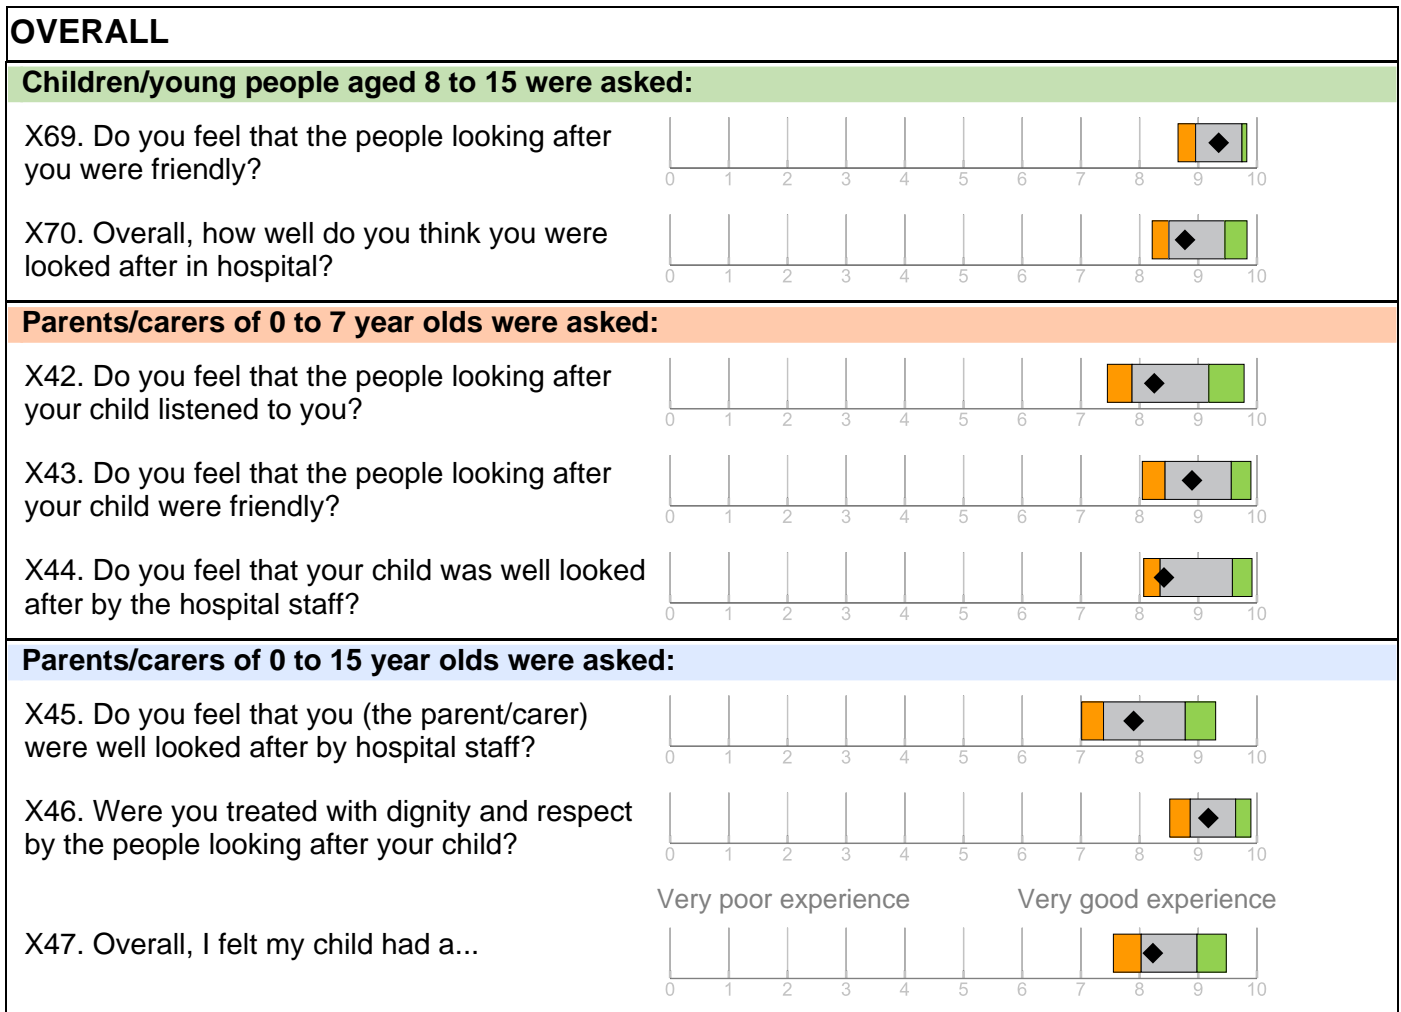 OVERALL
Children/young people aged 8 to 15 were asked:
X69. Do you feel that the people looking after
you were friendly?
0 1 2 3 4 5 6 7 8 9 10
X70. Overall, how well do you think you were
looked after in hospital?
0 1 2 3 4 5 6 7 8 9 10
Parents/carers of 0 to 7 year olds were asked:
X42. Do you feel that the people looking after
your child listened to you?
0 1 2 3 4 5 6 7 8 9 10
X43. Do you feel that the people looking after
your child were friendly?
0 1 2 3 4 5 6 7 8 9 10
X44. Do you feel that your child was well looked
after by the hospital staff?
0 1 2 3 4 5 6 7 8 9 10
Parents/carers of 0 to 15 year olds were asked:
X45. Do you feel that you (the parent/carer)
were well looked after by hospital staff?
0 1 2 3 4 5 6 7 8 9 10
X46. Were you treated with dignity and respect
by the people looking after your child?
0 1 2 3 4 5 6 7 8 9 10
Very poor experience Very good experience
X47. Overall, I felt my child had a...
0 1 2 3 4 5 6 7 8 9 10